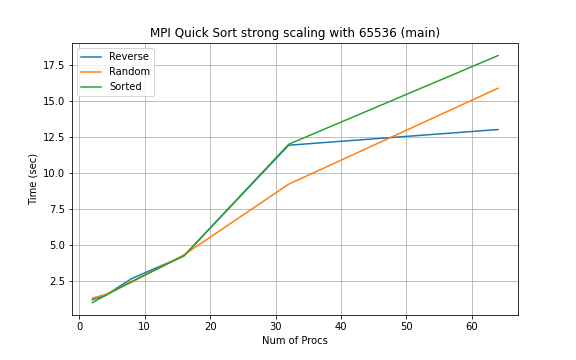 MPI Quick Sort strong scaling with 65536 (main)
Reverse
Random
Sorted
17.5
15.0
12.5
10.0
7.5
5.0
2.5
Time (sec)
0
10
20
30
40
50
60
Num of Procs